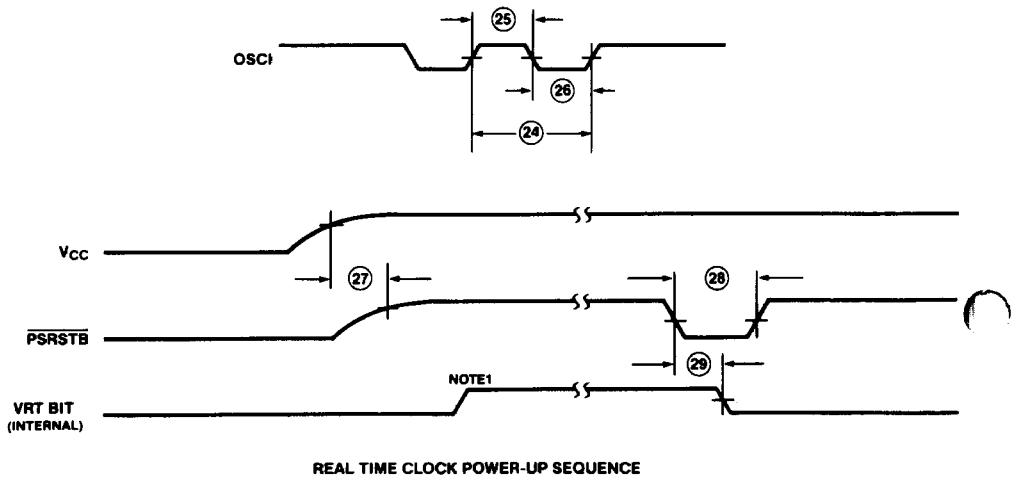 25
OSCI
26
24
VCC
27
28
PSRSTB
29
NOTE1
VRT BIT
(INTERNAL)
REAL TIME CLOCK POWER-UP SEQUENCE